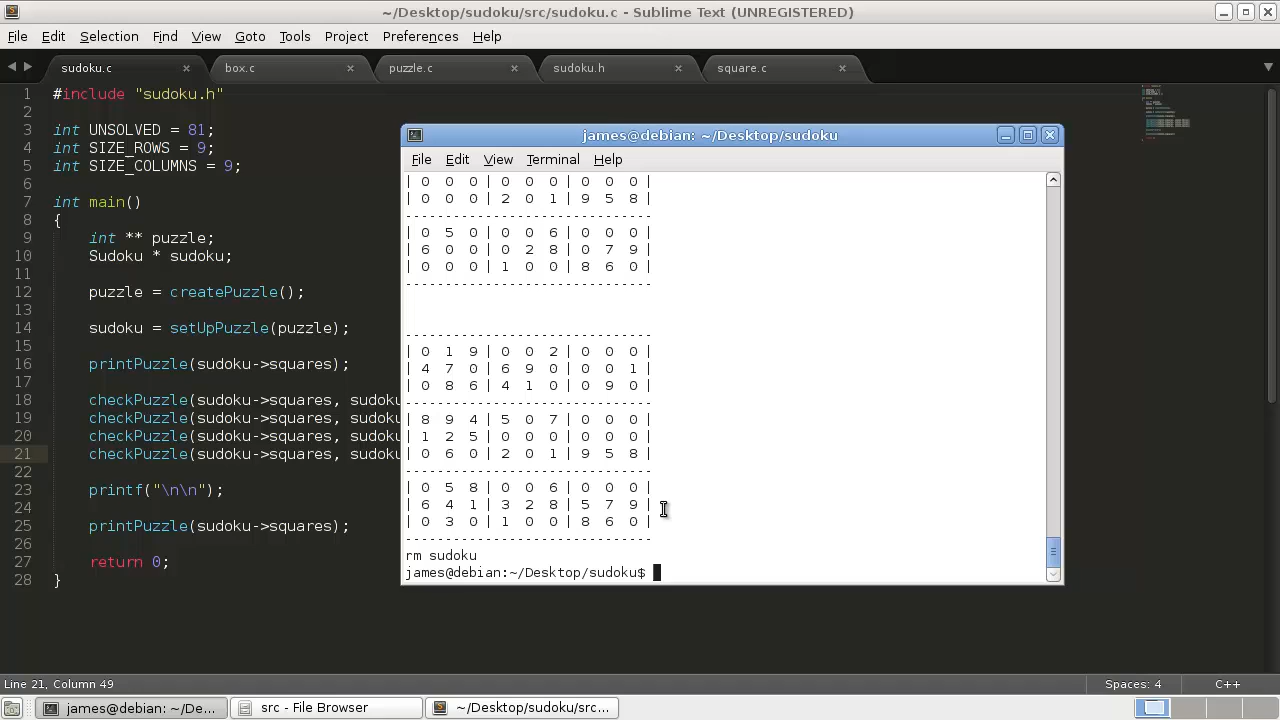 ~/Desktop/sudoku/src/sudoku.c - Sublime Text (UNREGISTERED)
File Edit Selection Find View Goto Tools Project Preferences Help
sudoku.c × box.c × puzzle.c × sudoku.h × square.c ×
1 #include "sudoku.h"
2
3 int UNSOLVED = 81;
4 int SIZE_ROWS = 9;
5 int SIZE_COLUMNS = 9;
6
7 int main()
8 {
9 int ** puzzle;
10 Sudoku * sudoku;
11
12 puzzle = createPuzzle();
13
14 sudoku = setUpPuzzle(puzzle);
15
16 printPuzzle(sudoku->squares);
17
18 checkPuzzle(sudoku->squares, sudoku
19 checkPuzzle(sudoku->squares, sudoku
20 checkPuzzle(sudoku->squares, sudoku
21 checkPuzzle(sudoku->squares, sudoku
22
23 printf("\n\n");
24
25 printPuzzle(sudoku->squares);
26
27 return 0;
28 }
james@debian: ~/Desktop/sudoku
File Edit View Terminal Help
| 0 0 0 | 0 0 0 | 0 0 0 |
| 0 0 0 | 2 0 1 | 9 5 8 |
-------------------------------
| 0 5 0 | 0 0 6 | 0 0 0 |
| 6 0 0 | 0 2 8 | 0 7 9 |
| 0 0 0 | 1 0 0 | 8 6 0 |
-------------------------------
-------------------------------
| 0 1 9 | 0 0 2 | 0 0 0 |
| 4 7 0 | 6 9 0 | 0 0 1 |
| 0 8 6 | 4 1 0 | 0 9 0 |
-------------------------------
| 8 9 4 | 5 0 7 | 0 0 0 |
| 1 2 5 | 0 0 0 | 0 0 0 |
| 0 6 0 | 2 0 1 | 9 5 8 |
-------------------------------
| 0 5 8 | 0 0 6 | 0 0 0 |
| 6 4 1 | 3 2 8 | 5 7 9 |
| 0 3 0 | 1 0 0 | 8 6 0 |
-------------------------------
rm sudoku
james@debian:~/Desktop/sudoku$
Line 21, Column 49 Spaces: 4 C++
james@debian: ~/De... src - File Browser ~/Desktop/sudoku/src...